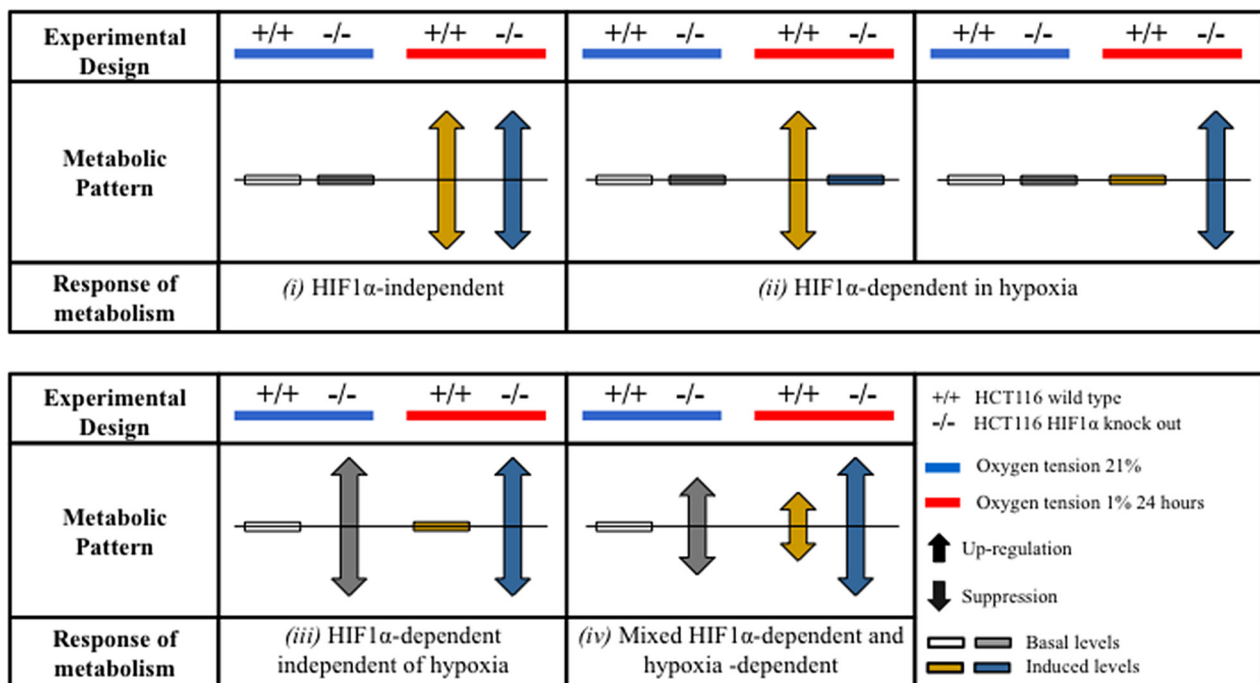 Experimental Design
+/+ -/- +/+ -/-
+/+ -/- +/+ -/-
+/+ -/- +/+ -/-
Metabolic
Pattern
Response of
metabolism
(i) HIF1α-independent
(ii) HIF1α-dependent in hypoxia
Experimental
Design
+/+ -/- +/+ -/-
+/+ -/- +/+ -/-
Metabolic
Pattern
Response of
metabolism
(iii) HIF1α-dependent
independent of hypoxia
(iv) Mixed HIF1α-dependent and
hypoxia -dependent
+/+ HCT116 wild type
-/- HCT116 HIF1α knock out
Oxygen tension 21%
Oxygen tension 1% 24 hours
Up-regulation
Suppression
Basal levels
Induced levels